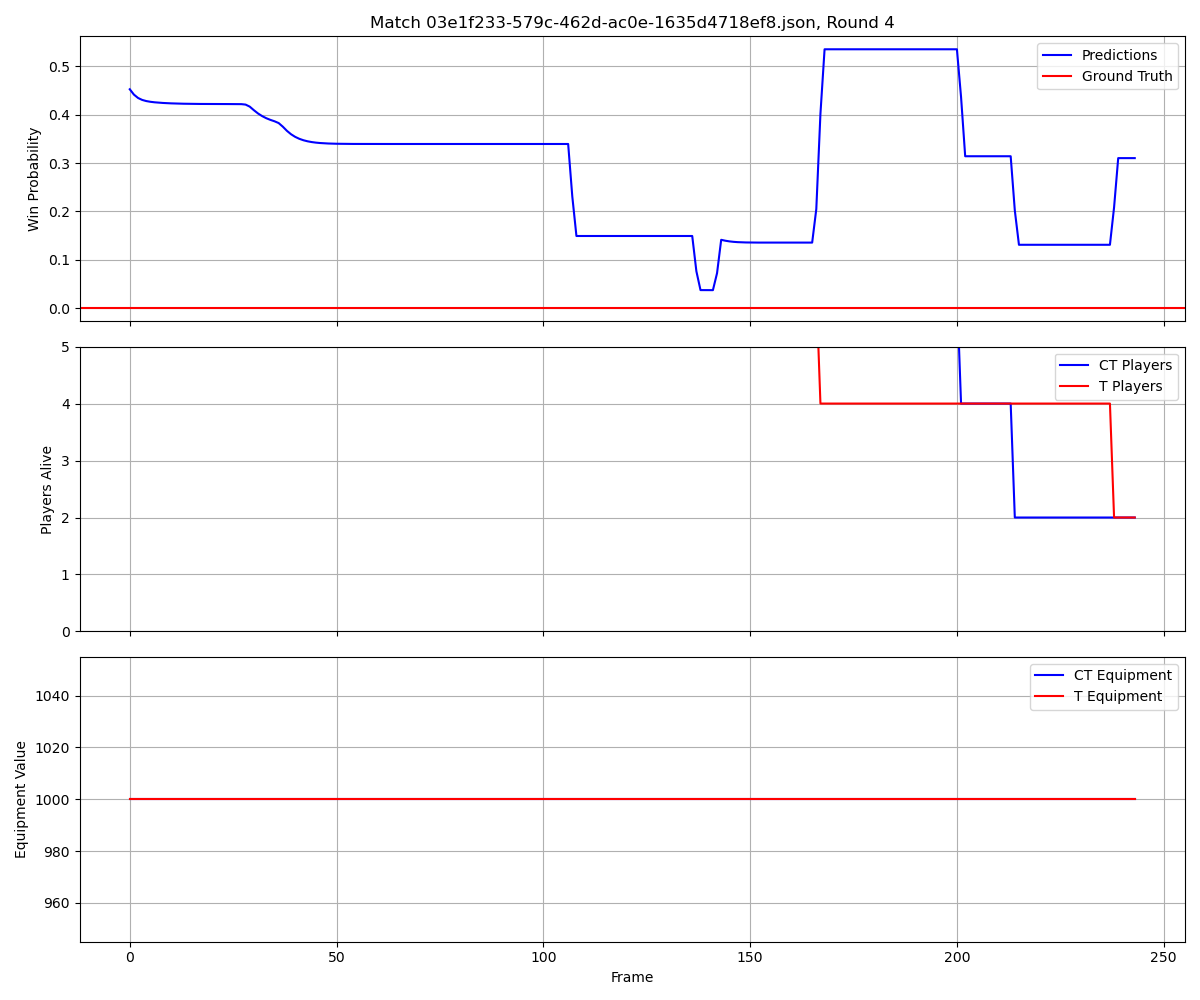 Match 03e1f233-579c-462d-ac0e-1635d4718ef8.json, Round 4
Win Probability
0.5
0.4
0.3
0.2
0.1
0.0
Predictions
Ground Truth
Players Alive
5
4
3
2
1
0
CT Players
T Players
Equipment Value
1040
1020
1000
980
960
CT Equipment
T Equipment
0
50
100
150
200
250
Frame